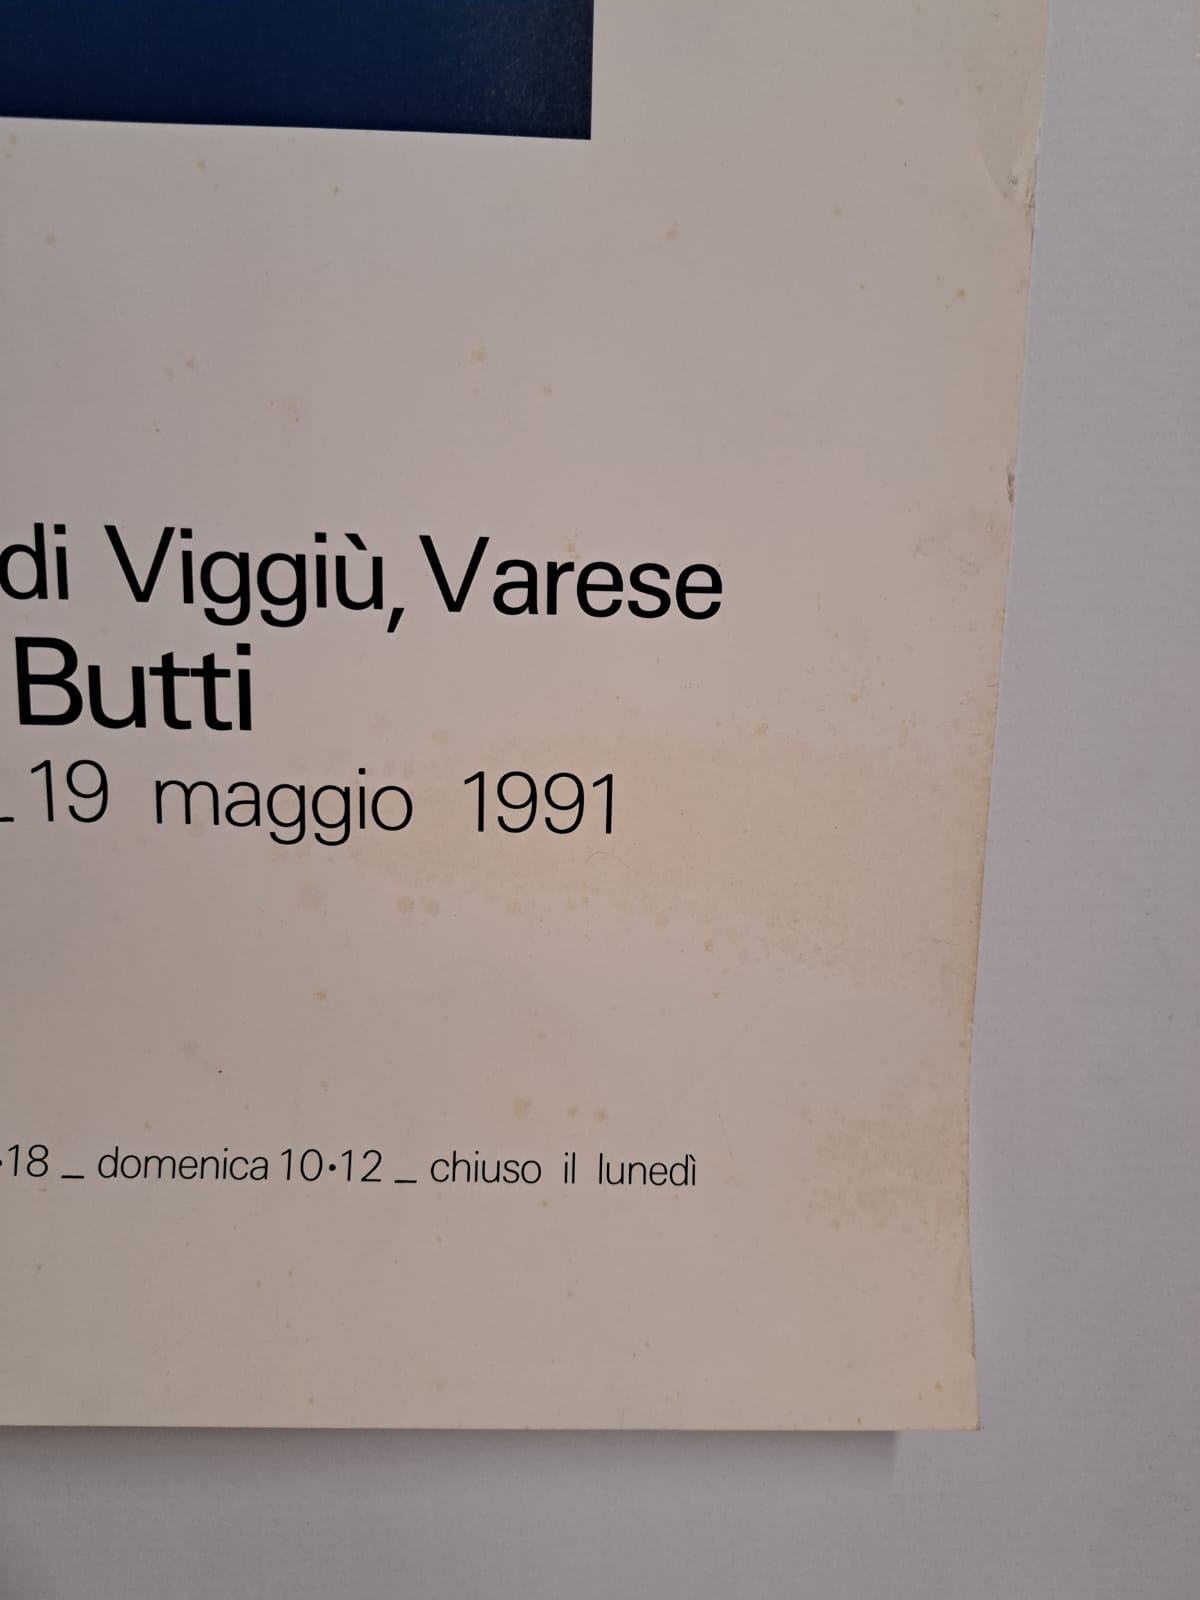 di Viggiù, Varese
Butti
_ 19 maggio 1991
·18 _ domenica 10·12 _ chiuso il lunedì